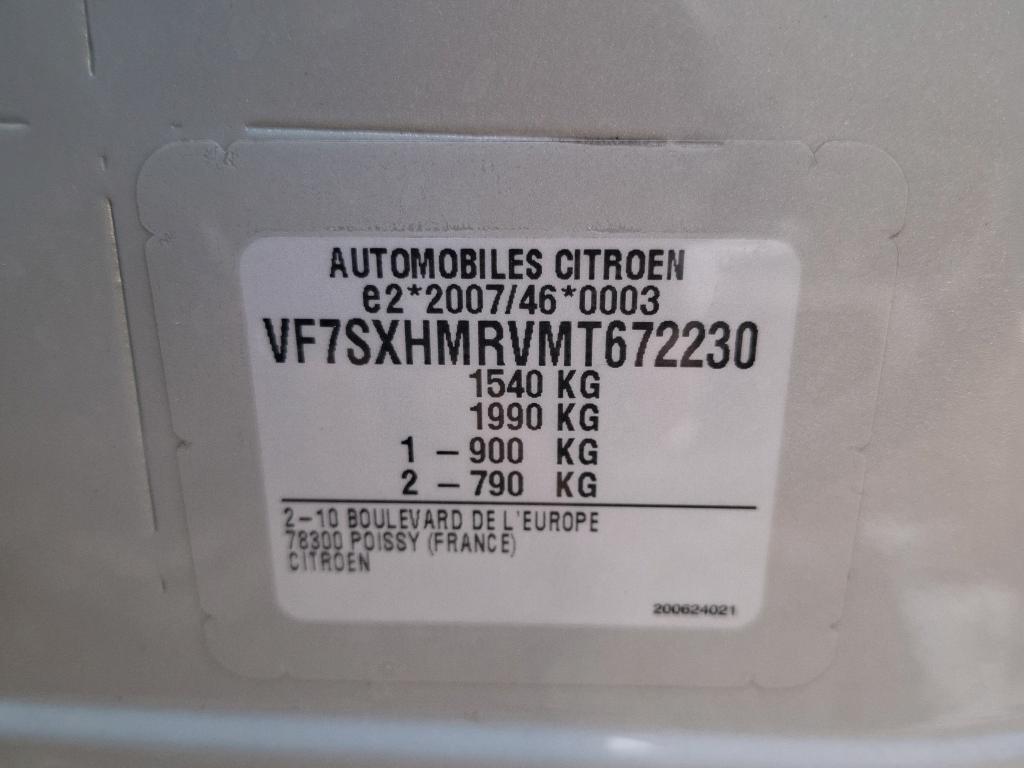 AUTOMOBILES CITROEN
e2*2007/46*0003
VF7SXHMRVMT672230
1540 KG
1990 KG
1 – 900 KG
2 – 790 KG
2-10 BOULEVARD DE L'EUROPE
78300 POISSY (FRANCE)
CITROEN
200624021